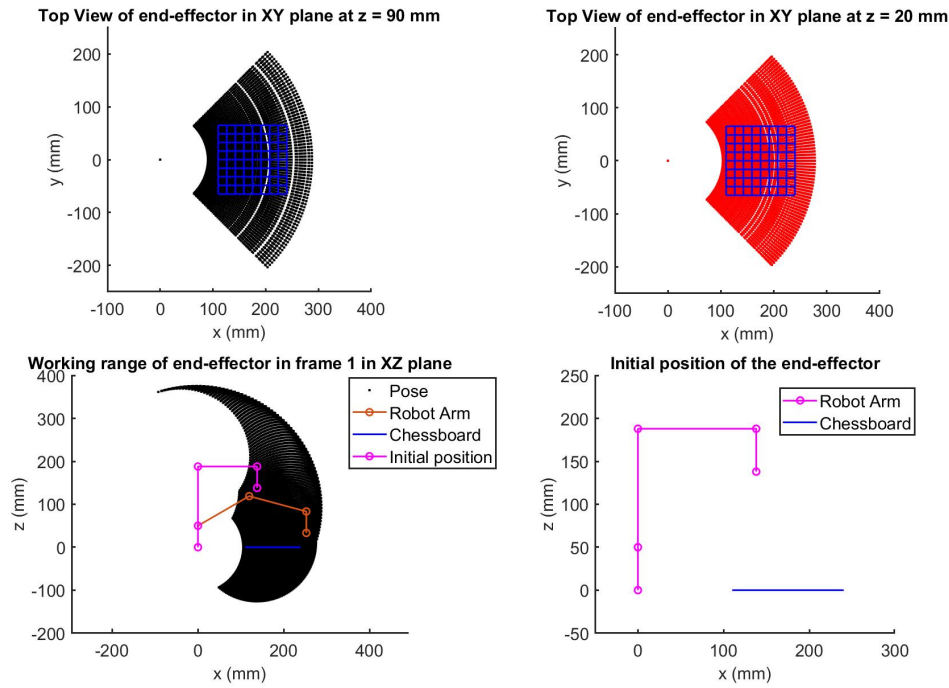 Top View of end-effector in XY plane at z = 90 mm
200
100
0
-100
-200
y (mm)
-100 0 100 200 300 400
x (mm)
Top View of end-effector in XY plane at z = 20 mm
200
100
0
-100
-200
y (mm)
-100 0 100 200 300 400
x (mm)
Working range of end-effector in frame 1 in XZ plane
400
300
200
100
0
-100
-200
z (mm)
-200 0 200 400
x (mm)
Pose
Robot Arm
Chessboard
Initial position
Initial position of the end-effector
250
200
150
100
50
0
-50
z (mm)
0 100 200 300
x (mm)
Robot Arm
Chessboard